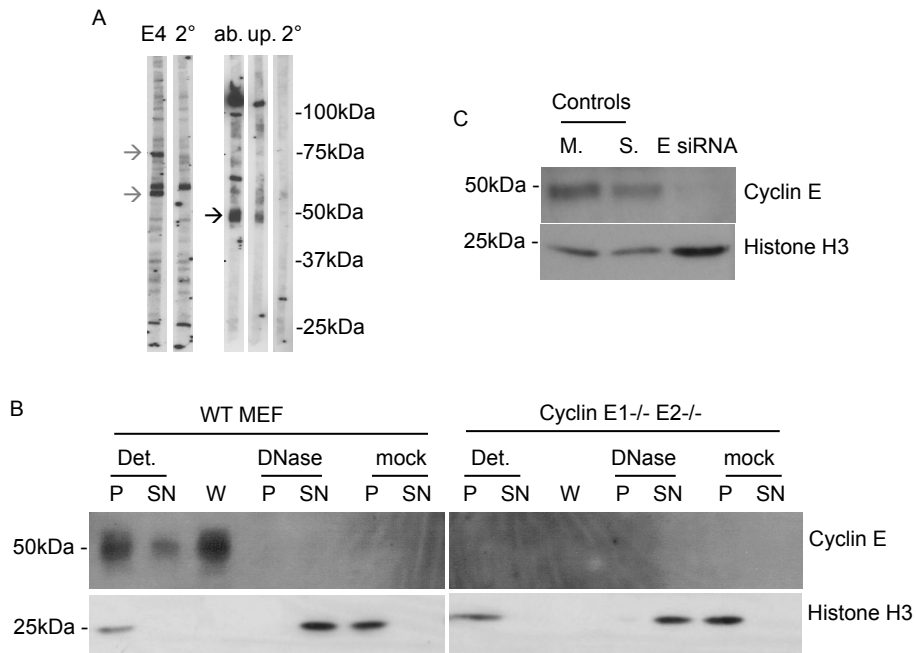 A
E4 2° ab. up. 2°
-100kDa
-75kDa
-50kDa
-37kDa
-25kDa
C
Controls
M. S. E siRNA
50kDa - Cyclin E
25kDa - Histone H3
B
WT MEF Cyclin E1-/- E2-/-
Det. DNase mock Det. DNase mock
P SN W P SN P SN P SN W P SN P SN
50kDa - Cyclin E
25kDa - Histone H3